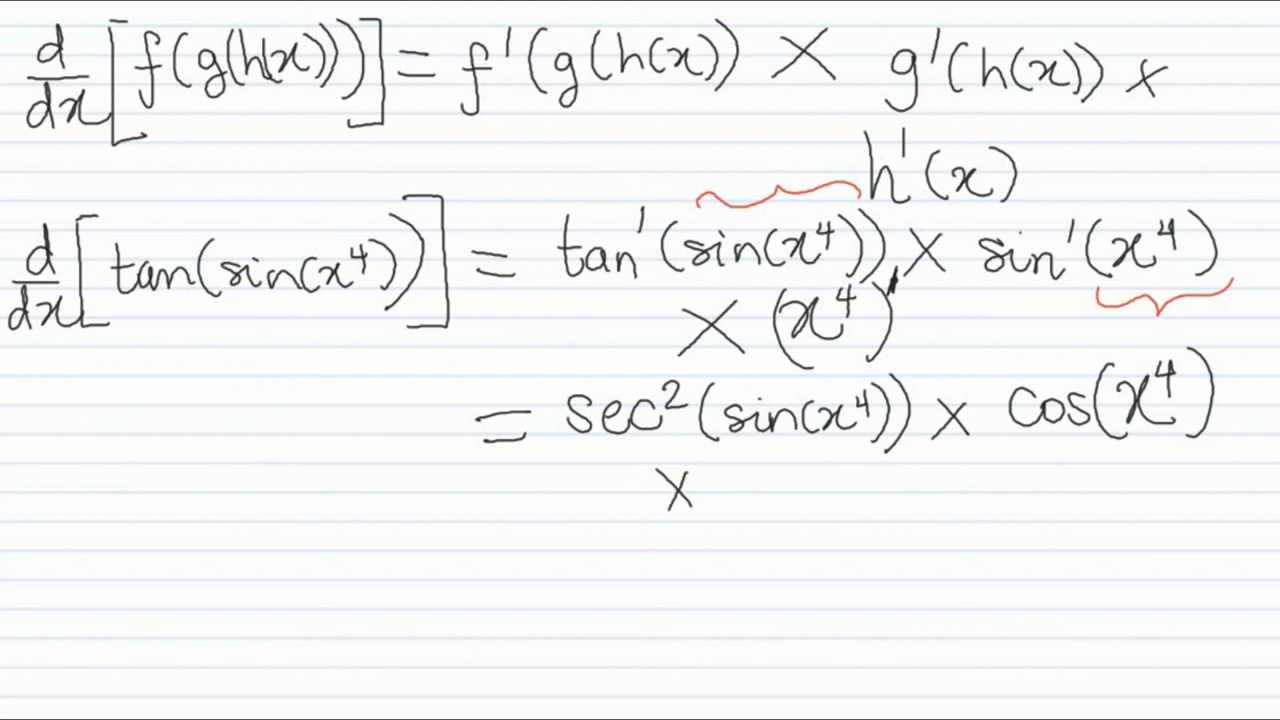 d/dx [f(g(h(x)))] = f'(g(h(x)) × g'(h(x)) ×
h'(x)
d/dx [tan(sin(x⁴))] = tan'(sin(x⁴)) × sin'(x⁴)
× (x⁴)'
= sec²(sin(x⁴)) × cos(x⁴)
×